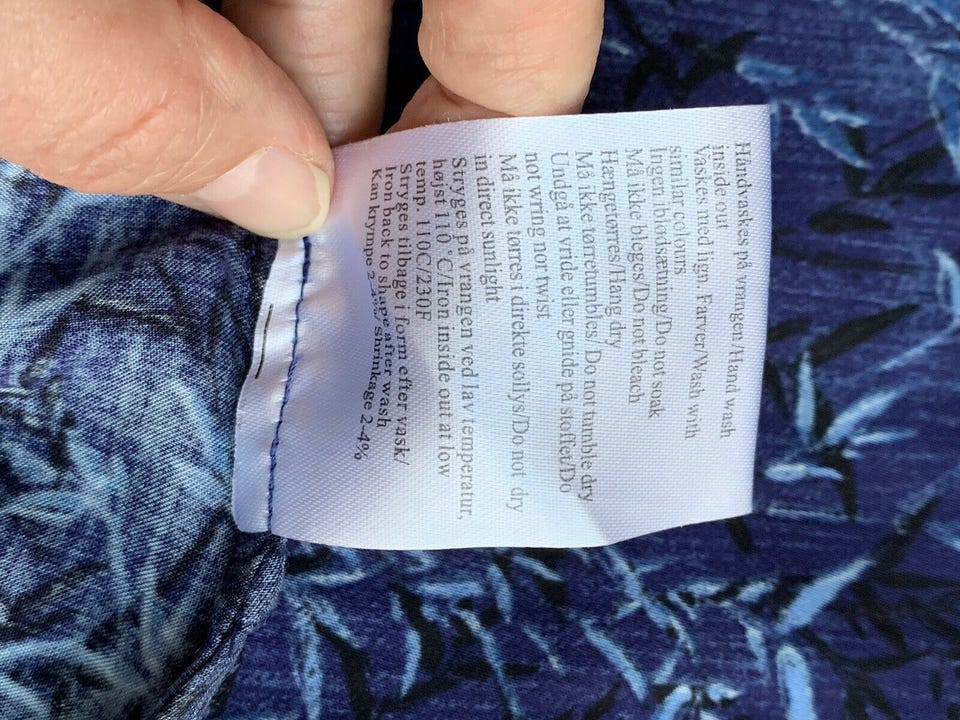 Håndvaskes på vrangen/Hand wash
inside out
Vaskes med lign. Farver/Wash with
similar colours
Ingen iblødsætning/Do not soak
Må ikke bleges/Do not bleach
Hængetørres/Hang dry
Må ikke tørretumbles/ Do not tumble dry
Undgå at vride eller gnide på stoffet/Do
not wring nor twist
Må ikke tørres i direkte sollys/Do not dry
in direct sunlight
Stryges på vrangen ved lav temperatur,
højst 110 °C/Iron inside out at low
temp. 110C/230F
Stryges tilbage i form efter vask/
Iron back to shape after wash
Kan krympe 2-4%/ Shrinkage 2-4%